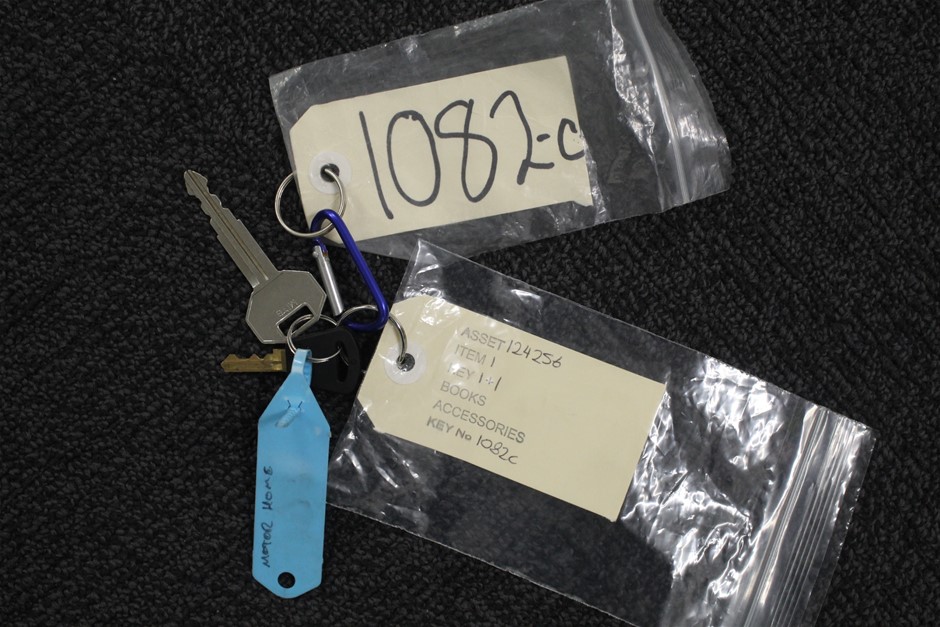 1082-C
ASSET 124256
ITEM 1
KEY 1+1
BOOKS
ACCESSORIES
KEY No 1082C
MOTOR HOME